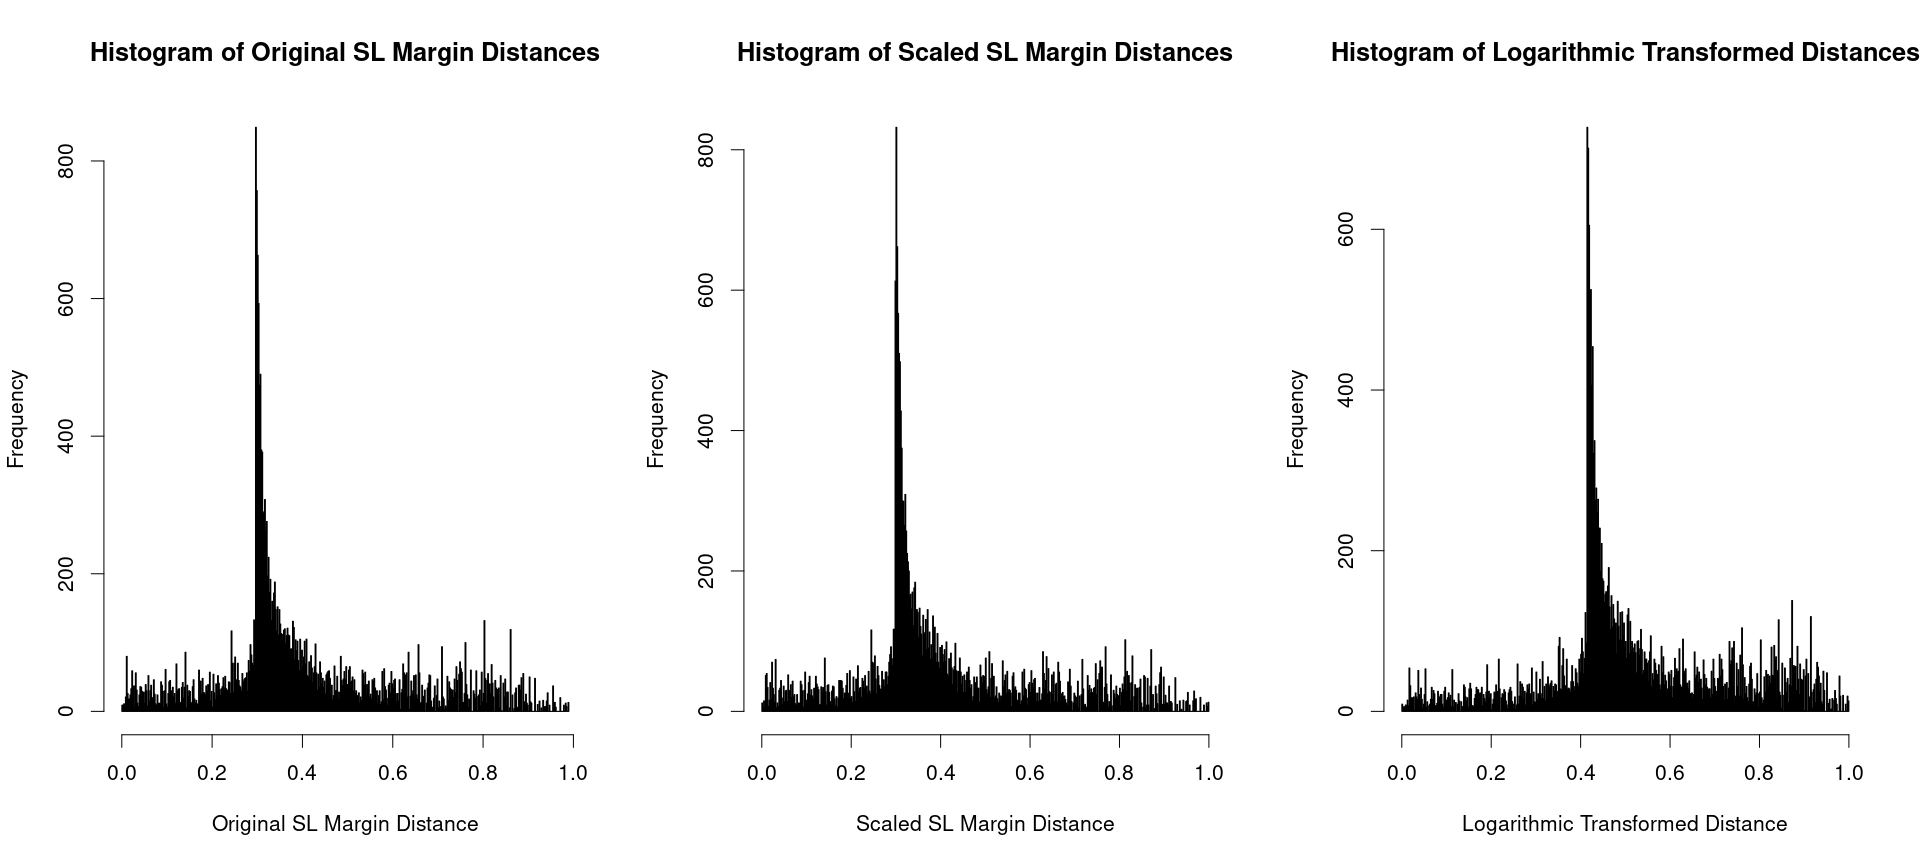 Histogram of Original SL Margin Distances
Frequency
800
600
400
200
0
0.0 0.2 0.4 0.6 0.8 1.0
Original SL Margin Distance
Histogram of Scaled SL Margin Distances
Frequency
800
600
400
200
0
0.0 0.2 0.4 0.6 0.8 1.0
Scaled SL Margin Distance
Histogram of Logarithmic Transformed Distances
Frequency
600
400
200
0
0.0 0.2 0.4 0.6 0.8 1.0
Logarithmic Transformed Distance